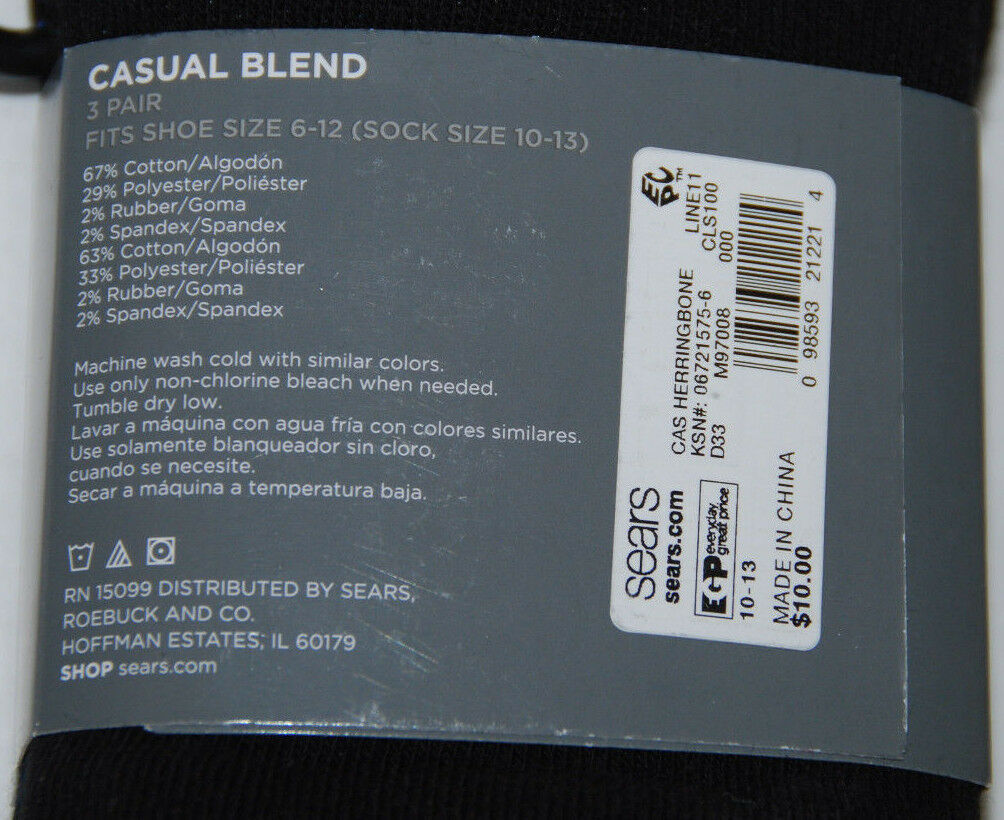 CASUAL BLEND
3 PAIR
FITS SHOE SIZE 6-12 (SOCK SIZE 10-13)
67% Cotton/Algodón
29% Polyester/Poliéster
2% Rubber/Goma
2% Spandex/Spandex
63% Cotton/Algodón
33% Polyester/Poliéster
2% Rubber/Goma
2% Spandex/Spandex
Machine wash cold with similar colors.
Use only non-chlorine bleach when needed.
Tumble dry low.
Lavar a máquina con agua fría con colores similares.
Use solamente blanqueador sin cloro,
cuando se necesite.
Secar a máquina a temperatura baja.
RN 15099 DISTRIBUTED BY SEARS,
ROEBUCK AND CO.
HOFFMAN ESTATES, IL 60179
SHOP sears.com
sears
sears.com
EGP everyday
great price
10-13
MADE IN CHINA
$10.00
CAS HERRINGBONE
KSN#: 06721575-6
D33 M97008
LINE11
CLS100
000
0 98593 21221 4
EPC™